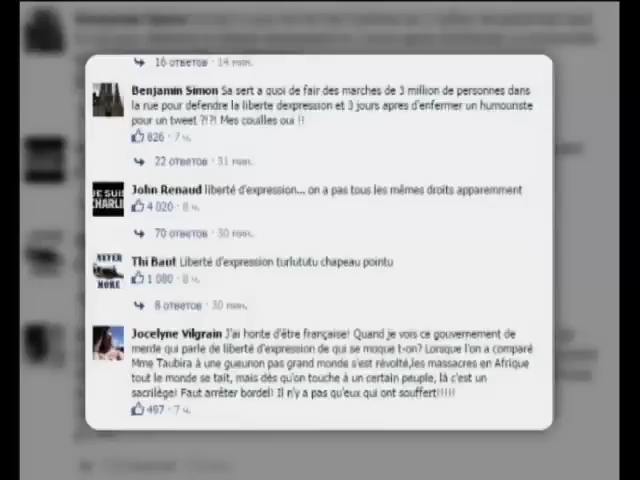 16 ответов · 14 мин.
Benjamin Simon Sa sert a quoi de fair des marches de 3 million de personnes dans
la rue pour defendre la liberte dexpression et 3 jours apres d'enfermer un humouriste
pour un tweet ?!?! Mes couilles oui !!
826 · 7 ч.
22 ответов · 31 мин.
JE SUIS
CHARLIE
John Renaud liberté d'expression... on a pas tous les mêmes droits apparemment
4 020 · 8 ч.
70 ответов · 30 мин.
NEVER
MORE
Thi Baut Liberté d'expression turlututu chapeau pointu
1 080 · 8 ч.
8 ответов · 30 мин.
Jocelyne Vilgrain J'ai honte d'être française! Quand je vois ce gouvernement de
merde qui parle de liberté d'expression de qui se moque t-on? Lorsque l'on a comparé
Mme Taubira à une gueunon pas grand monde s'est révolté,les massacres en Afrique
tout le monde se tait, mais dès qu'on touche à un certain peuple, là c'est un
sacrilège! Faut arrêter bordel! Il n'y a pas qu'eux qui ont souffert!!!!!
497 · 7 ч.